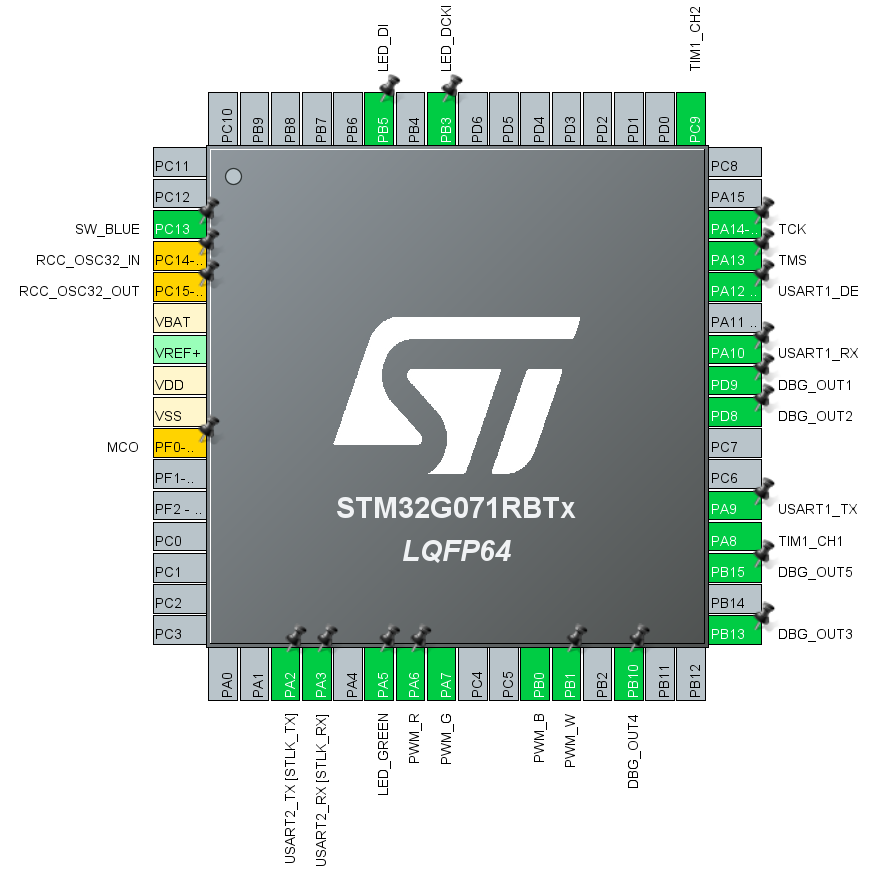 LED_DI
LED_DCKI
TIM1_CH2
PC10
PB9
PB8
PB7
PB6
PB5
PB4
PB3
PD6
PD5
PD4
PD3
PD2
PD1
PD0
PC9
PC11
PC12
SW_BLUE PC13
RCC_OSC32_IN PC14-..
RCC_OSC32_OUT PC15-..
VBAT
VREF+
VDD
VSS
MCO PF0-..
PF1-..
PF2 - ..
PC0
PC1
PC2
PC3
STM32G071RBTx
LQFP64
PC8
PA15
PA14-.. TCK
PA13 TMS
PA12 .. USART1_DE
PA11 ..
PA10 USART1_RX
PD9 DBG_OUT1
PD8 DBG_OUT2
PC7
PC6
PA9 USART1_TX
PA8 TIM1_CH1
PB15 DBG_OUT5
PB14
PB13 DBG_OUT3
PA0
PA1
PA2
PA3
PA4
PA5
PA6
PA7
PC4
PC5
PB0
PB1
PB2
PB10
PB11
PB12
USART2_TX [STLK_TX]
USART2_RX [STLK_RX]
LED_GREEN
PWM_R
PWM_G
PWM_B
PWM_W
DBG_OUT4